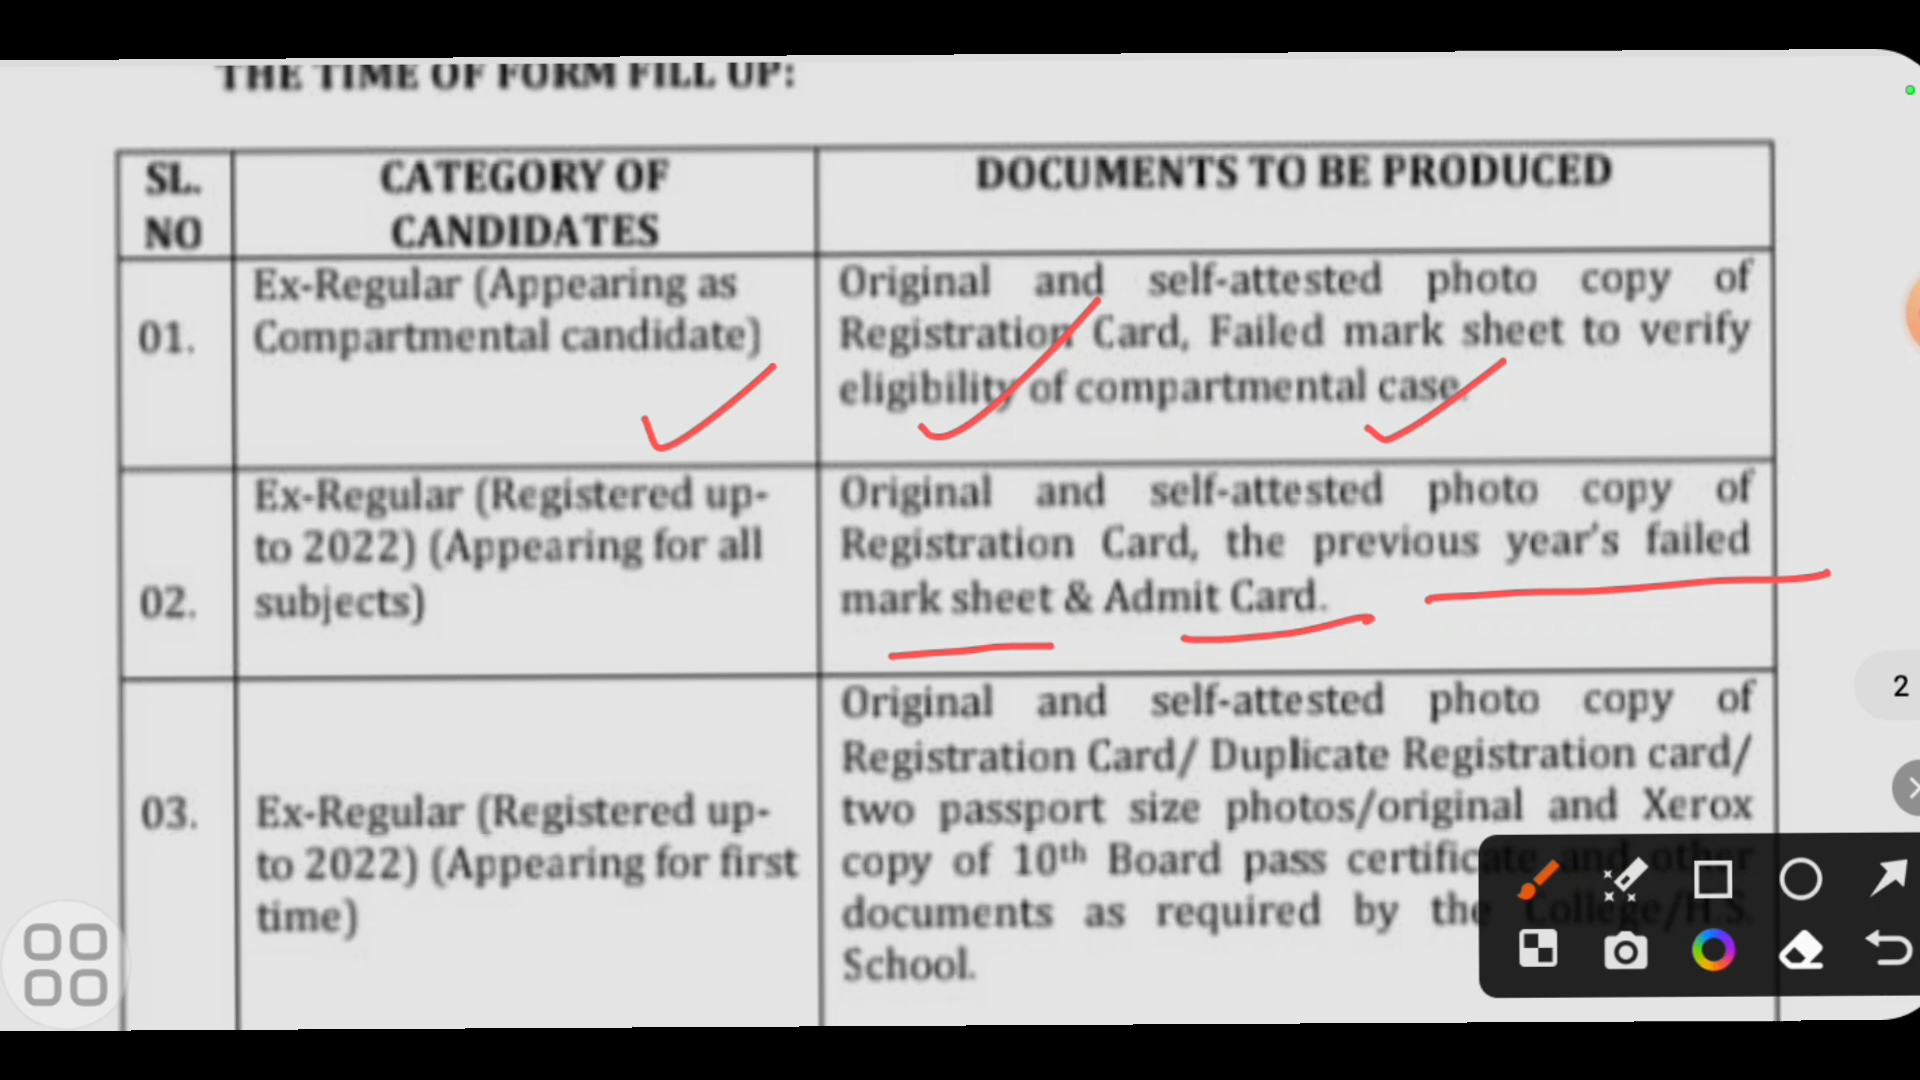 THE TIME OF FORM FILL UP:
SL. NO
CATEGORY OF CANDIDATES
DOCUMENTS TO BE PRODUCED
01.
Ex-Regular (Appearing as
Compartmental candidate)
Original and self-attested photo copy of
Registration Card, Failed mark sheet to verify
eligibility of compartmental case.
02.
Ex-Regular (Registered up-
to 2022) (Appearing for all
subjects)
Original and self-attested photo copy of
Registration Card, the previous year's failed
mark sheet & Admit Card.
03.
Ex-Regular (Registered up-
to 2022) (Appearing for first
time)
Original and self-attested photo copy of
Registration Card/ Duplicate Registration card/
two passport size photos/original and Xerox
copy of 10th Board pass certificate and other
documents as required by the College/H.S.
School.
2